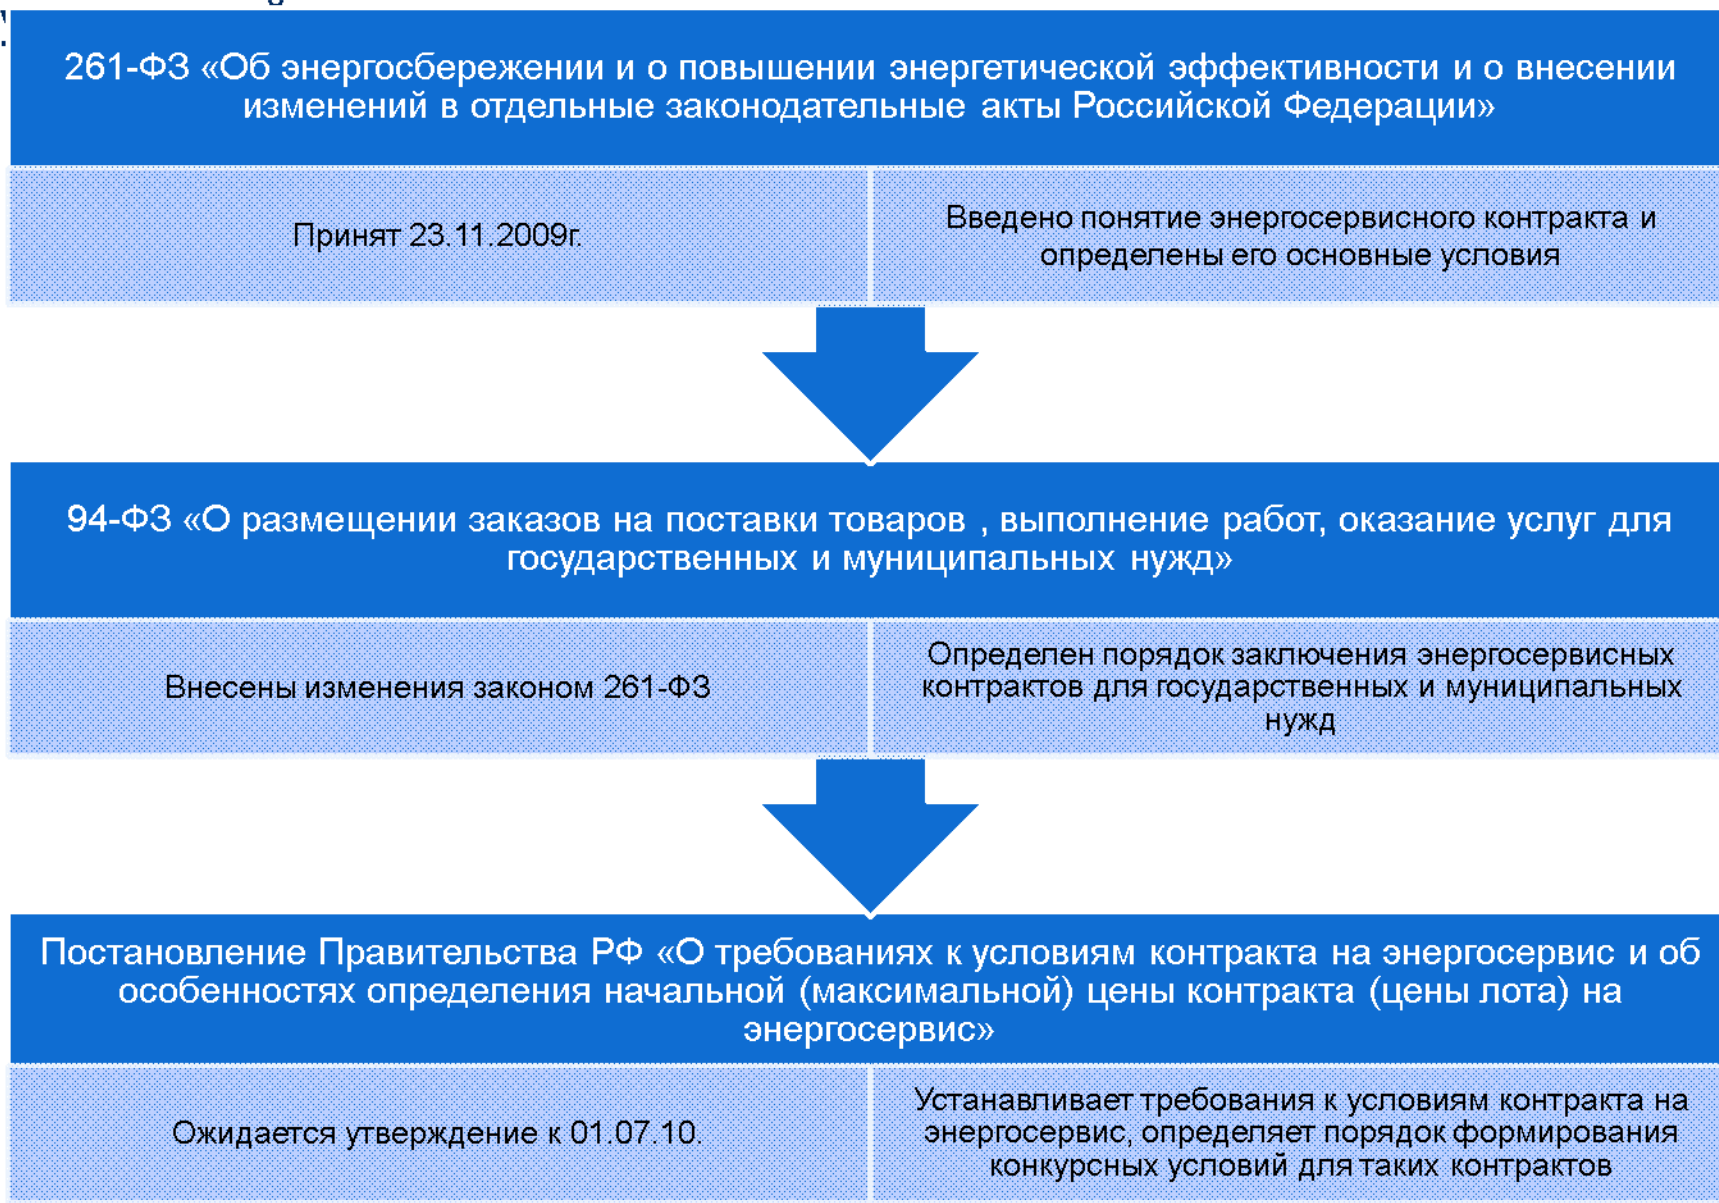 261-ФЗ «Об энергосбережении и о повышении энергетической эффективности и о внесении
изменений в отдельные законодательные акты Российской Федерации»
Принят 23.11.2009г.
Введено понятие энергосервисного контракта и
определены его основные условия
94-ФЗ «О размещении заказов на поставки товаров , выполнение работ, оказание услуг для
государственных и муниципальных нужд»
Внесены изменения законом 261-ФЗ
Определен порядок заключения энергосервисных
контрактов для государственных и муниципальных
нужд
Постановление Правительства РФ «О требованиях к условиям контракта на энергосервис и об
особенностях определения начальной (максимальной) цены контракта (цены лота) на
энергосервис»
Ожидается утверждение к 01.07.10.
Устанавливает требования к условиям контракта на
энергосервис, определяет порядок формирования
конкурсных условий для таких контрактов